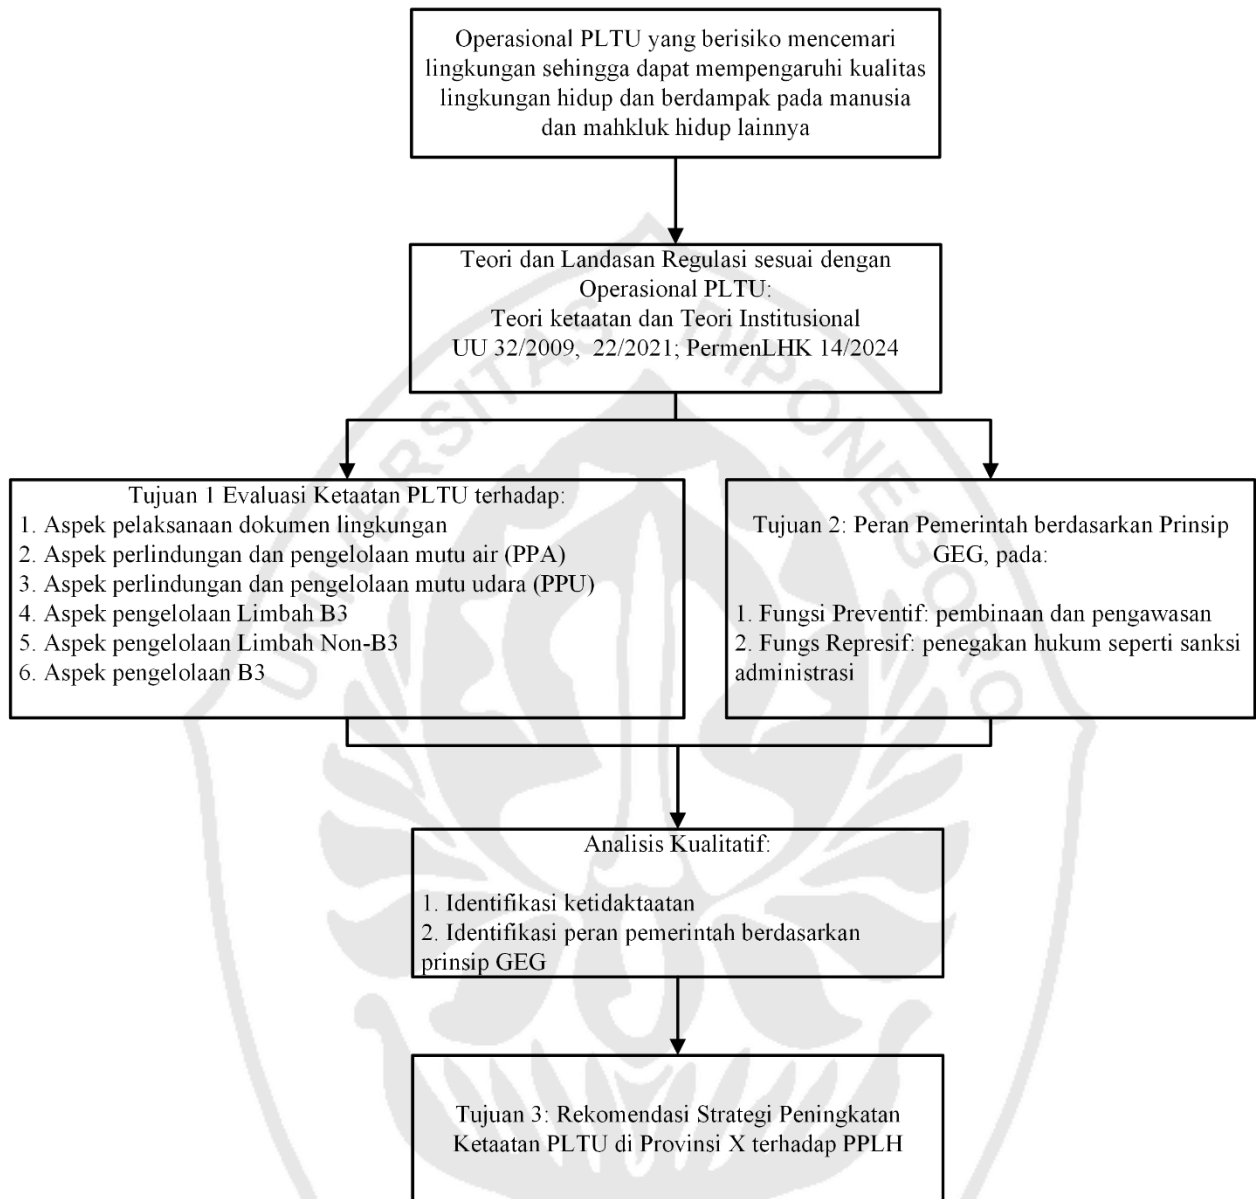 Operasional PLTU yang berisiko mencemari
lingkungan sehingga dapat mempengaruhi kualitas
lingkungan hidup dan berdampak pada manusia
dan mahkluk hidup lainnya
Teori dan Landasan Regulasi sesuai dengan
Operasional PLTU:
Teori ketaatan dan Teori Institusional
UU 32/2009, 22/2021; PermenLHK 14/2024
Tujuan 1 Evaluasi Ketaatan PLTU terhadap:
1. Aspek pelaksanaan dokumen lingkungan
2. Aspek perlindungan dan pengelolaan mutu air (PPA)
3. Aspek perlindungan dan pengelolaan mutu udara (PPU)
4. Aspek pengelolaan Limbah B3
5. Aspek pengelolaan Limbah Non-B3
6. Aspek pengelolaan B3
Tujuan 2: Peran Pemerintah berdasarkan Prinsip
GEG, pada:
1. Fungsi Preventif: pembinaan dan pengawasan
2. Fungs Represif: penegakan hukum seperti sanksi
administrasi
Analisis Kualitatif:
1. Identifikasi ketidaktaatan
2. Identifikasi peran pemerintah berdasarkan
prinsip GEG
Tujuan 3: Rekomendasi Strategi Peningkatan
Ketaatan PLTU di Provinsi X terhadap PPLH
UNIVERSITAS DIPONEGORO